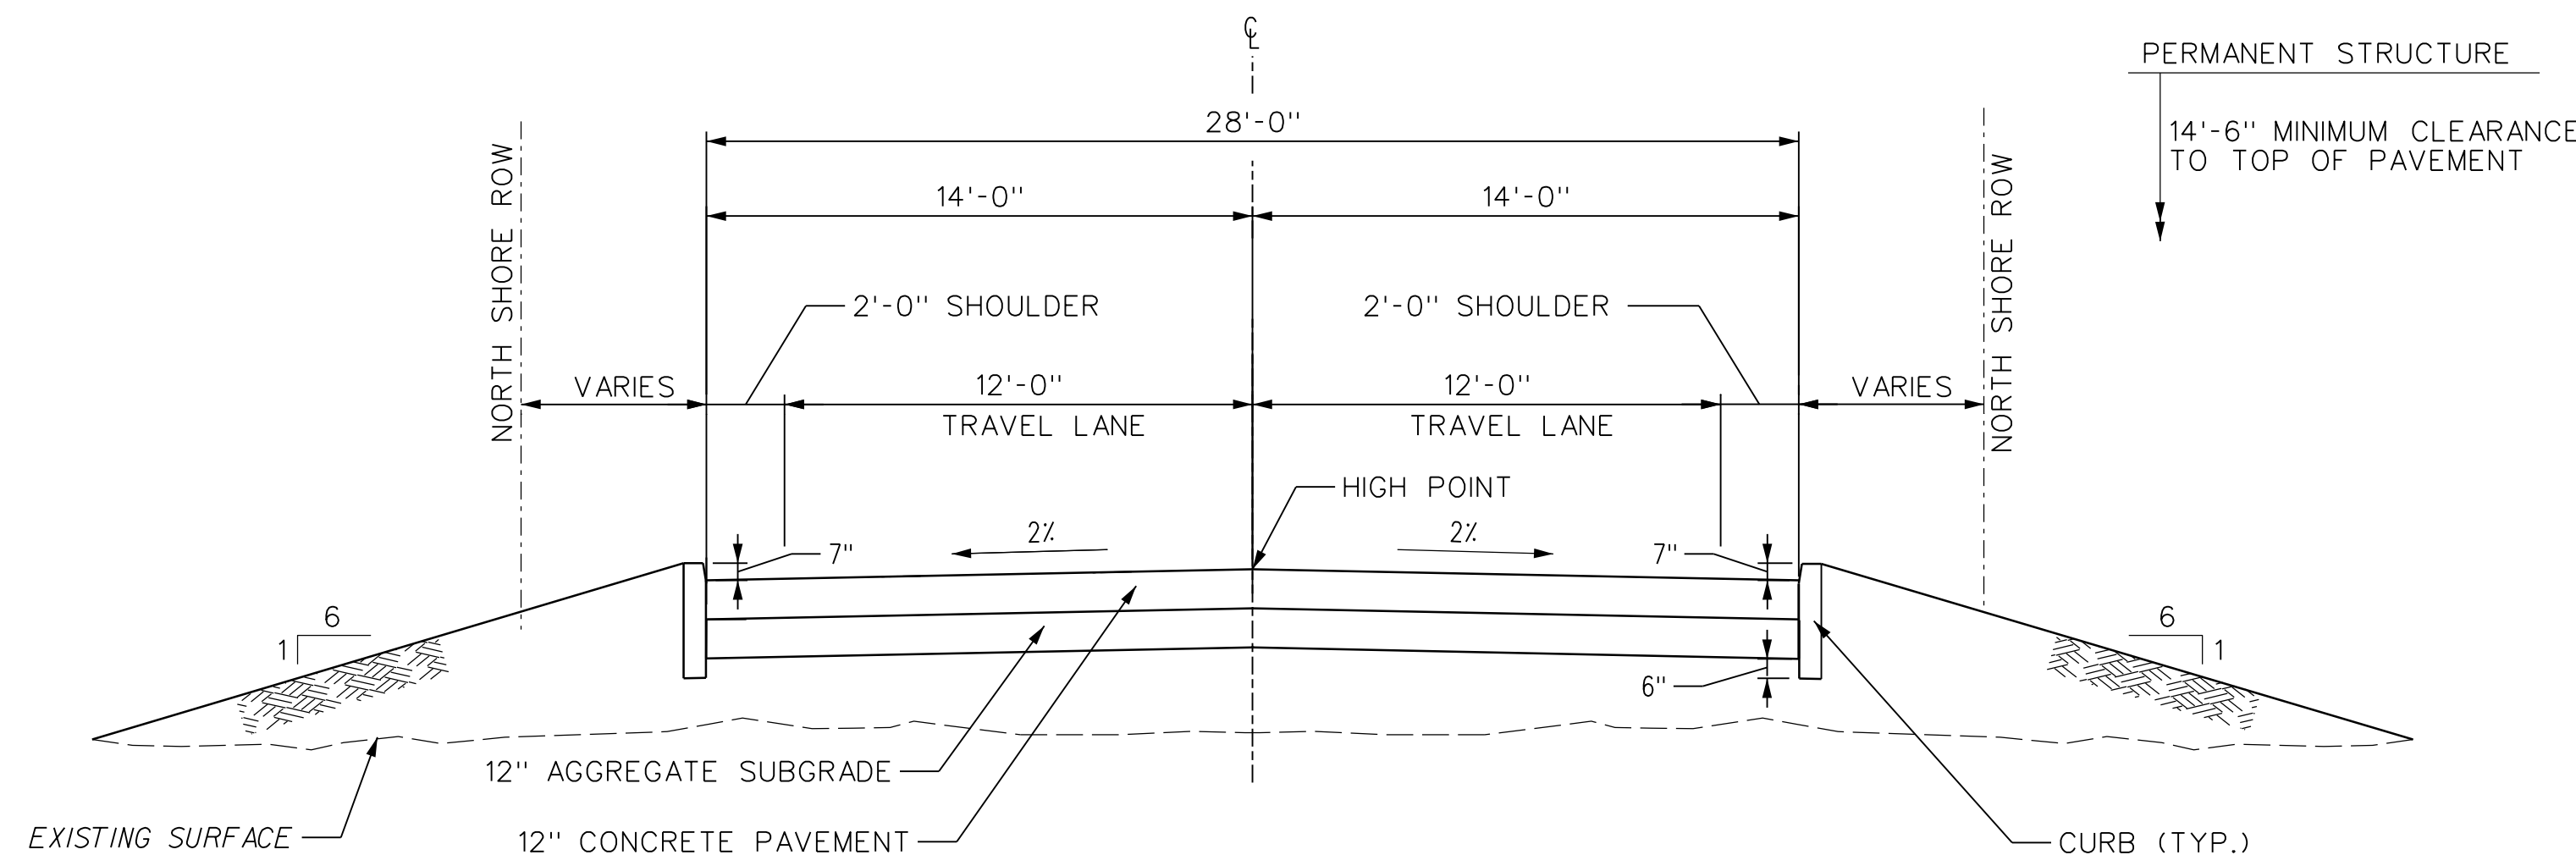 ℄
PERMANENT STRUCTURE
28'-0"
14'-6" MINIMUM CLEARANCE
TO TOP OF PAVEMENT
14'-0"
14'-0"
NORTH SHORE ROW
NORTH SHORE ROW
2'-0" SHOULDER
2'-0" SHOULDER
VARIES
12'-0"
12'-0"
VARIES
TRAVEL LANE
TRAVEL LANE
HIGH POINT
2%
2%
7"
7"
6
1
6
1
6"
12" AGGREGATE SUBGRADE
EXISTING SURFACE
12" CONCRETE PAVEMENT
CURB (TYP.)